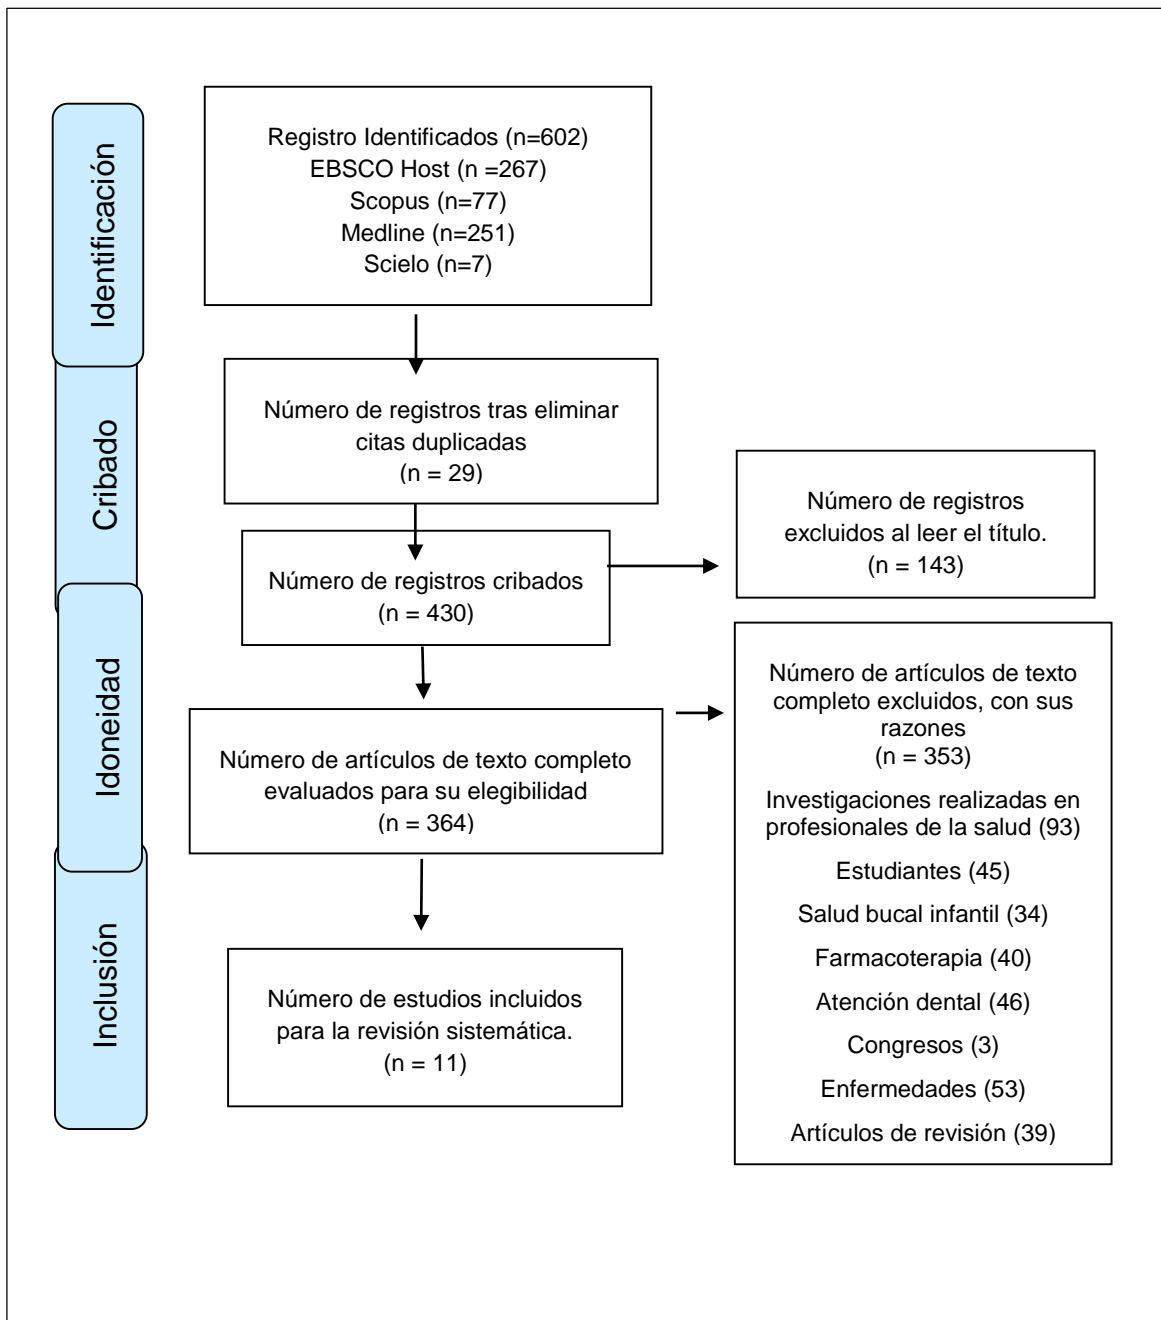 Identificación
Registro Identificados (n=602)
EBSCO Host (n =267)
Scopus (n=77)
Medline (n=251)
Scielo (n=7)
Cribado
Número de registros tras eliminar
citas duplicadas
(n = 29)
Número de registros
excluidos al leer el título.
(n = 143)
Número de registros cribados
(n = 430)
Idoneidad
Número de artículos de texto completo
evaluados para su elegibilidad
(n = 364)
Número de artículos de texto
completo excluidos, con sus
razones
(n = 353)
Investigaciones realizadas en
profesionales de la salud (93)
Estudiantes (45)
Salud bucal infantil (34)
Farmacoterapia (40)
Atención dental (46)
Congresos (3)
Enfermedades (53)
Artículos de revisión (39)
Inclusión
Número de estudios incluidos
para la revisión sistemática.
(n = 11)